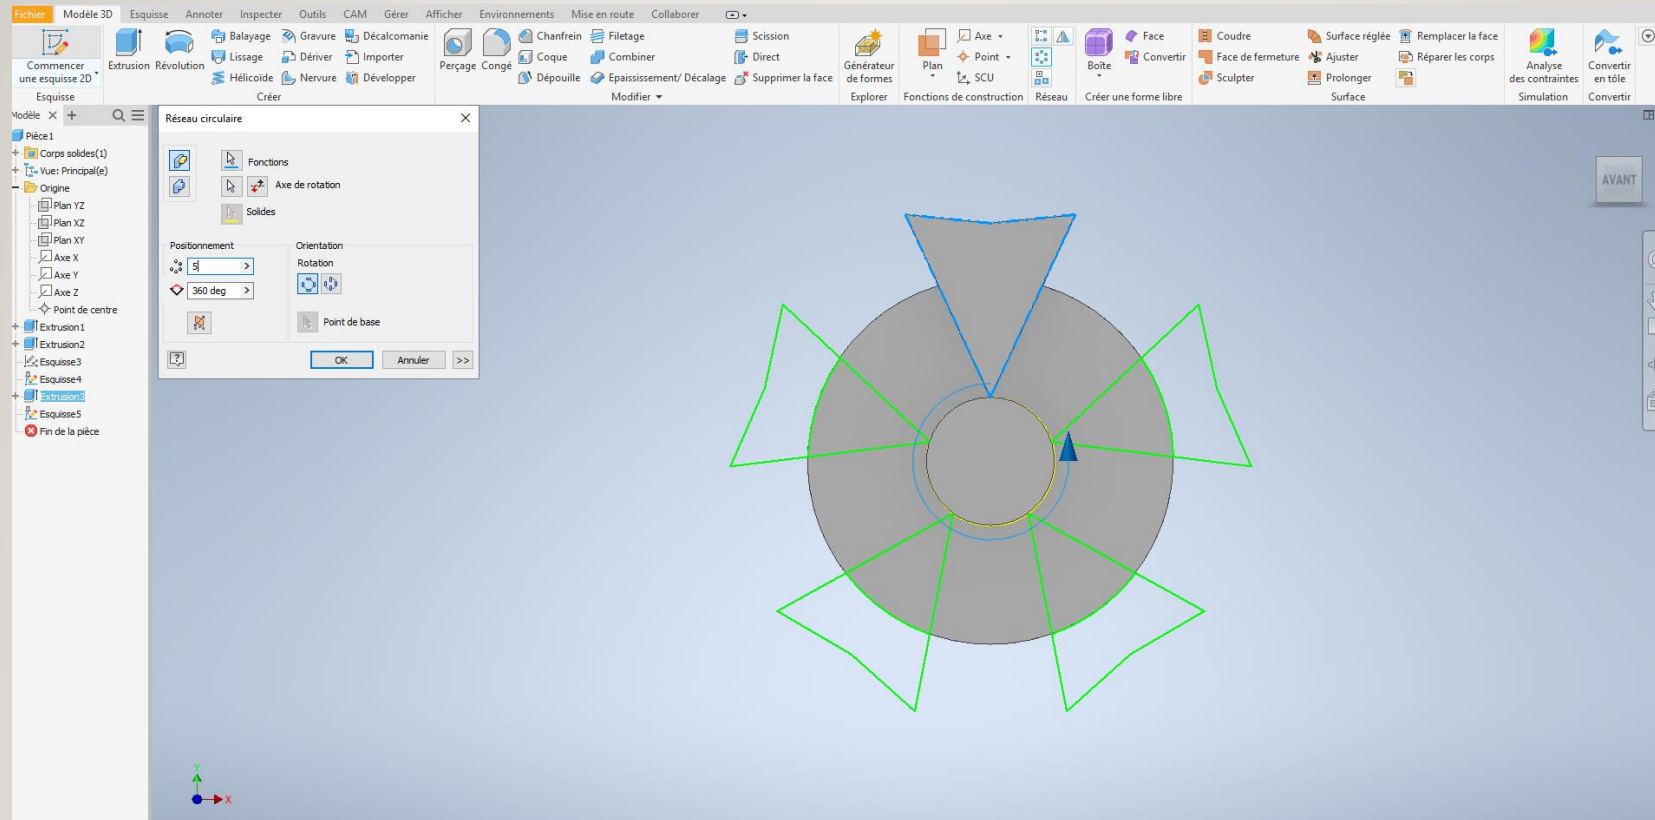 Fichier Modèle 3D Esquisse Annoter Inspecter Outils CAM Gérer Afficher Environnements Mise en route Collaborer
Commencer
une esquisse 2D
Esquisse
Extrusion Révolution
Balayage Gravure Décalcomanie
Lissage Dériver Importer
Hélicoïde Nervure Développer
Créer
Perçage Congé
Chanfrein Filetage Scission
Coque Combiner Direct
Dépouille Epaississement/ Décalage Supprimer la face
Modifier
Générateur
de formes
Explorer
Plan
Axe
Point
SCU
Fonctions de construction
Réseau
Boîte
Face
Convertir
Créer une forme libre
Coudre Surface réglée Remplacer la face
Face de fermeture Ajuster Réparer les corps
Sculpter Prolonger
Surface
Analyse
des contraintes
Simulation
Convertir
en tôle
Convertir
Modèle × +
Pièce1
Corps solides(1)
Vue: Principal(e)
Origine
Plan YZ
Plan XZ
Plan XY
Axe X
Axe Y
Axe Z
Point de centre
Extrusion1
Extrusion2
Esquisse3
Esquisse4
Extrusion3
Esquisse5
Fin de la pièce
Réseau circulaire
Fonctions
Axe de rotation
Solides
Positionnement
5 >
360 deg >
Orientation
Rotation
Point de base
?
OK Annuler >>
AVANT
Y
X